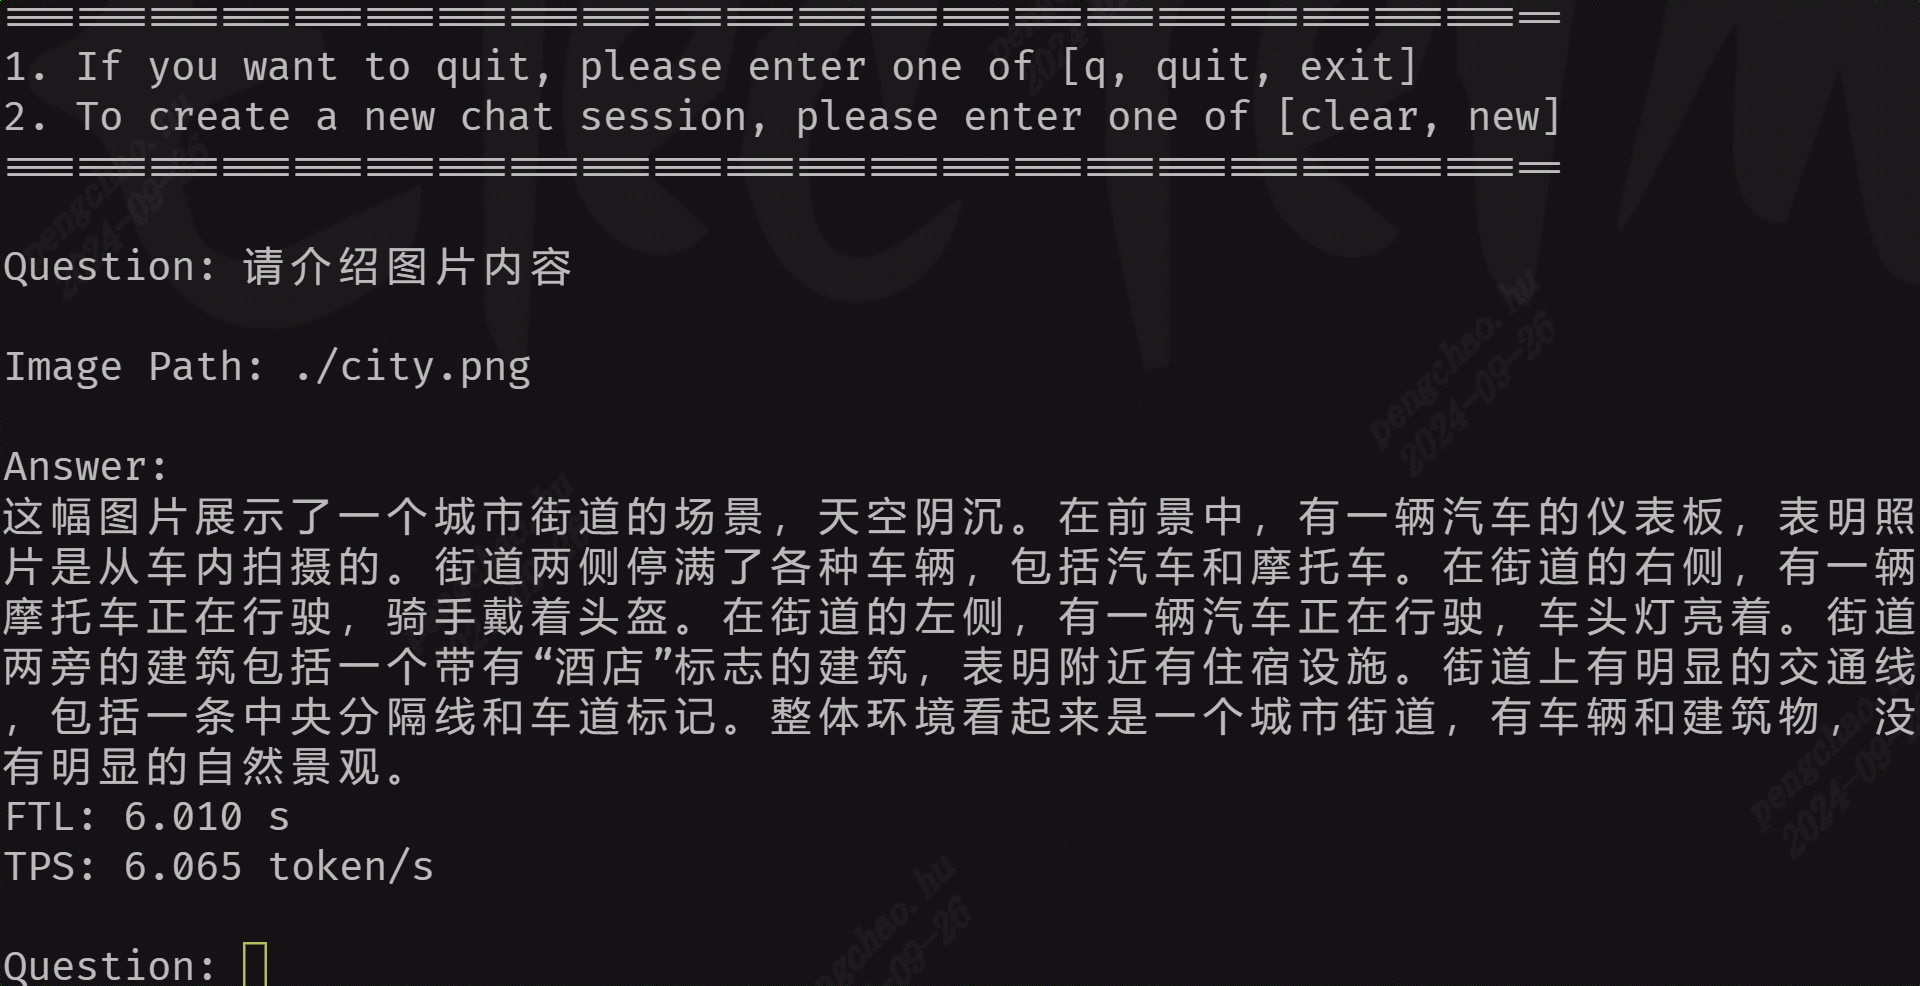 =================================================================
1. If you want to quit, please enter one of [q, quit, exit]
2. To create a new chat session, please enter one of [clear, new]
=================================================================
Question: 请介绍图片内容
Image Path: ./city.png
Answer:
这幅图片展示了一个城市街道的场景，天空阴沉。在前景中，有一辆汽车的仪表板，表明照
片是从车内拍摄的。街道两侧停满了各种车辆，包括汽车和摩托车。在街道的右侧，有一辆
摩托车正在行驶，骑手戴着头盔。在街道的左侧，有一辆汽车正在行驶，车头灯亮着。街道
两旁的建筑包括一个带有“酒店”标志的建筑，表明附近有住宿设施。街道上有明显的交通线
，包括一条中央分隔线和车道标记。整体环境看起来是一个城市街道，有车辆和建筑物，没
有明显的自然景观。
FTL: 6.010 s
TPS: 6.065 token/s
Question:
pengchao.hu
2024-09-26